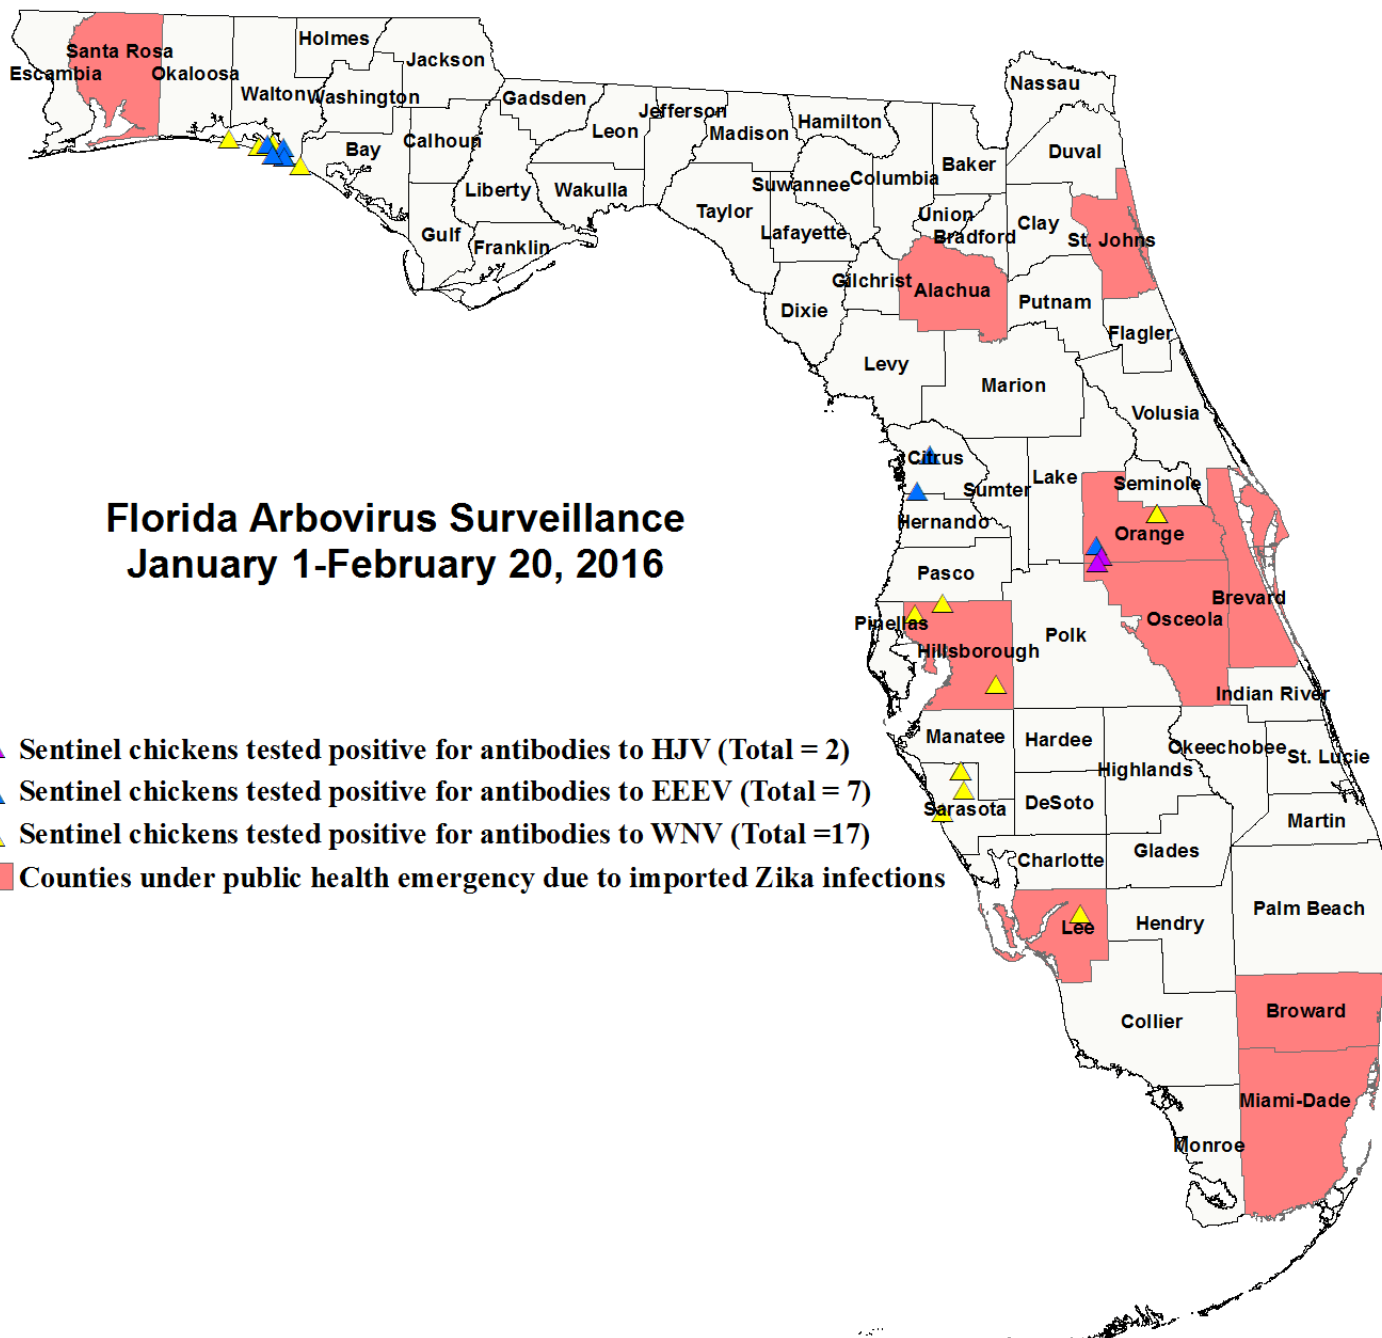 Holmes
Santa Rosa
Jackson
Escambia
Okaloosa
Walton
Washington
Nassau
Gadsden
Jefferson
Leon
Madison
Hamilton
Calhoun
Bay
Duval
Baker
Suwannee
Columbia
Liberty
Wakulla
Taylor
Union
Clay
Lafayette
Bradford
St. Johns
Gulf
Franklin
Gilchrist
Alachua
Dixie
Putnam
Flagler
Levy
Marion
Volusia
Citrus
Lake
Seminole
Sumter
Hernando
Orange
Florida Arbovirus Surveillance
January 1-February 20, 2016
Pasco
Brevard
Pinellas
Osceola
Polk
Hillsborough
Indian River
Manatee
Hardee
Okeechobee
St. Lucie
Highlands
Sarasota
DeSoto
Martin
Sentinel chickens tested positive for antibodies to HJV (Total = 2)
Sentinel chickens tested positive for antibodies to EEEV (Total = 7)
Sentinel chickens tested positive for antibodies to WNV (Total =17)
Counties under public health emergency due to imported Zika infections
Charlotte
Glades
Palm Beach
Lee
Hendry
Broward
Collier
Miami-Dade
Monroe